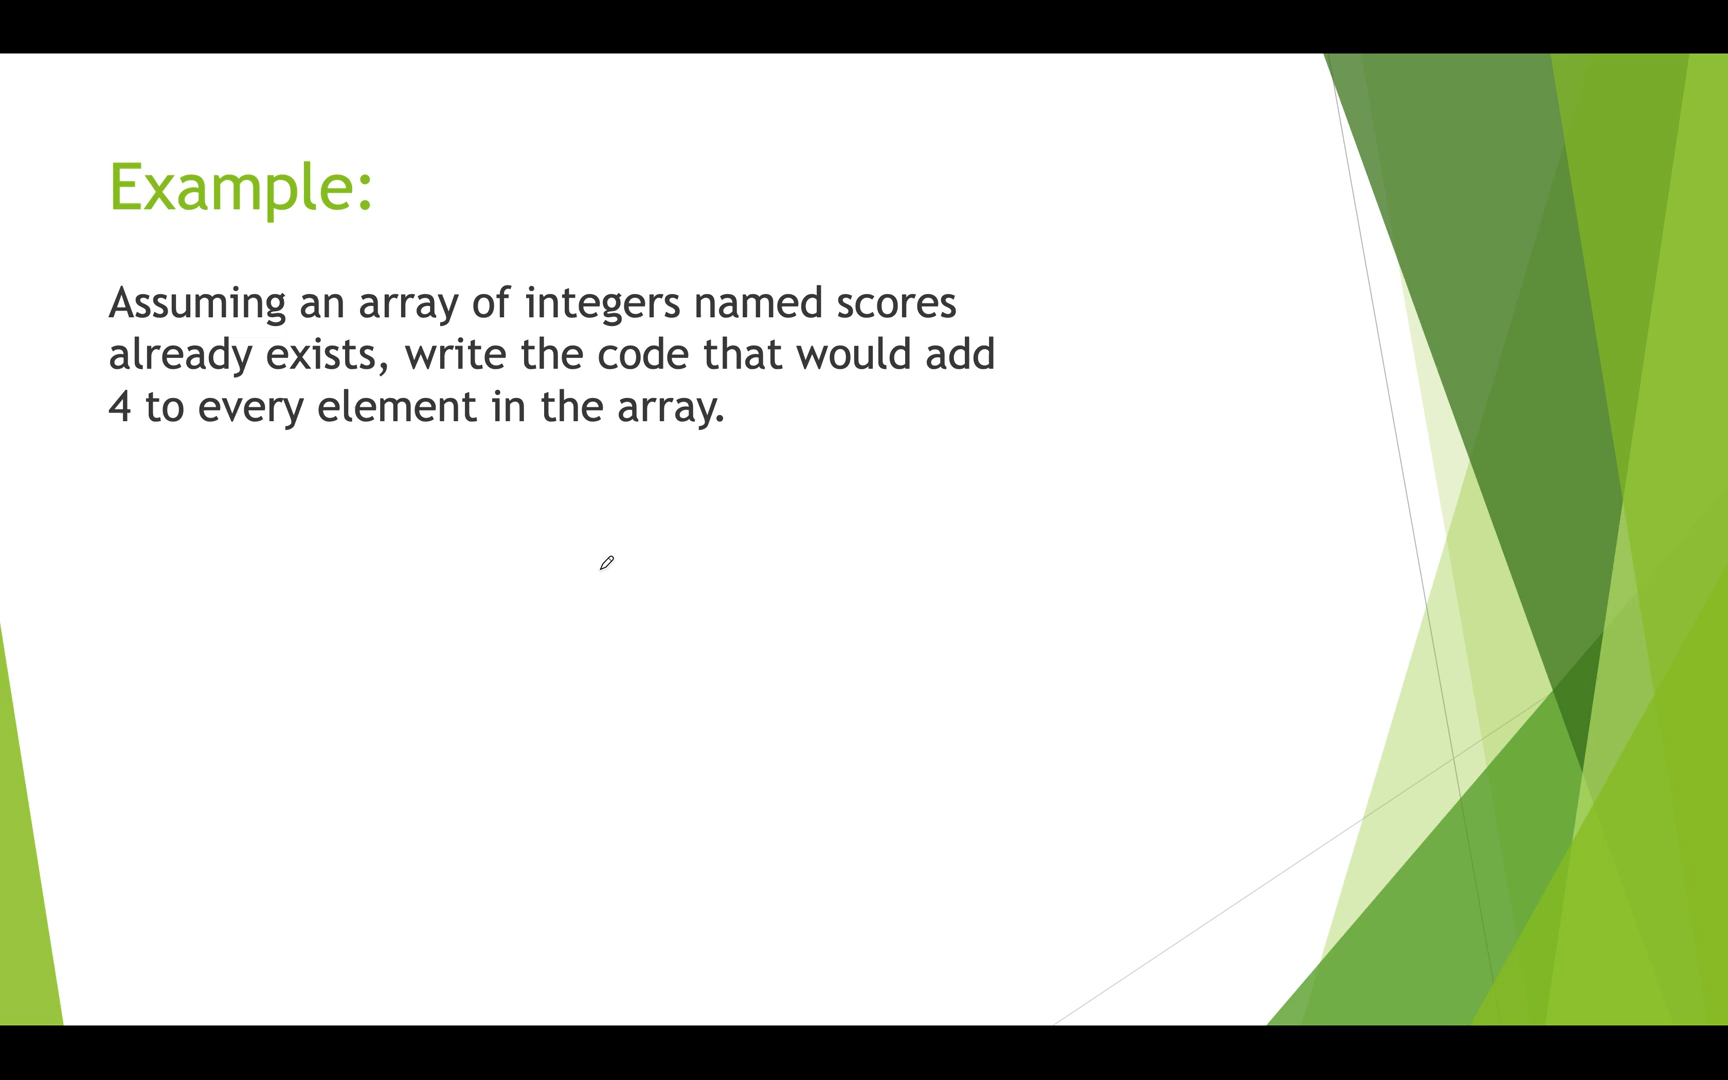 Example:
Assuming an array of integers named scores
already exists, write the code that would add
4 to every element in the array.